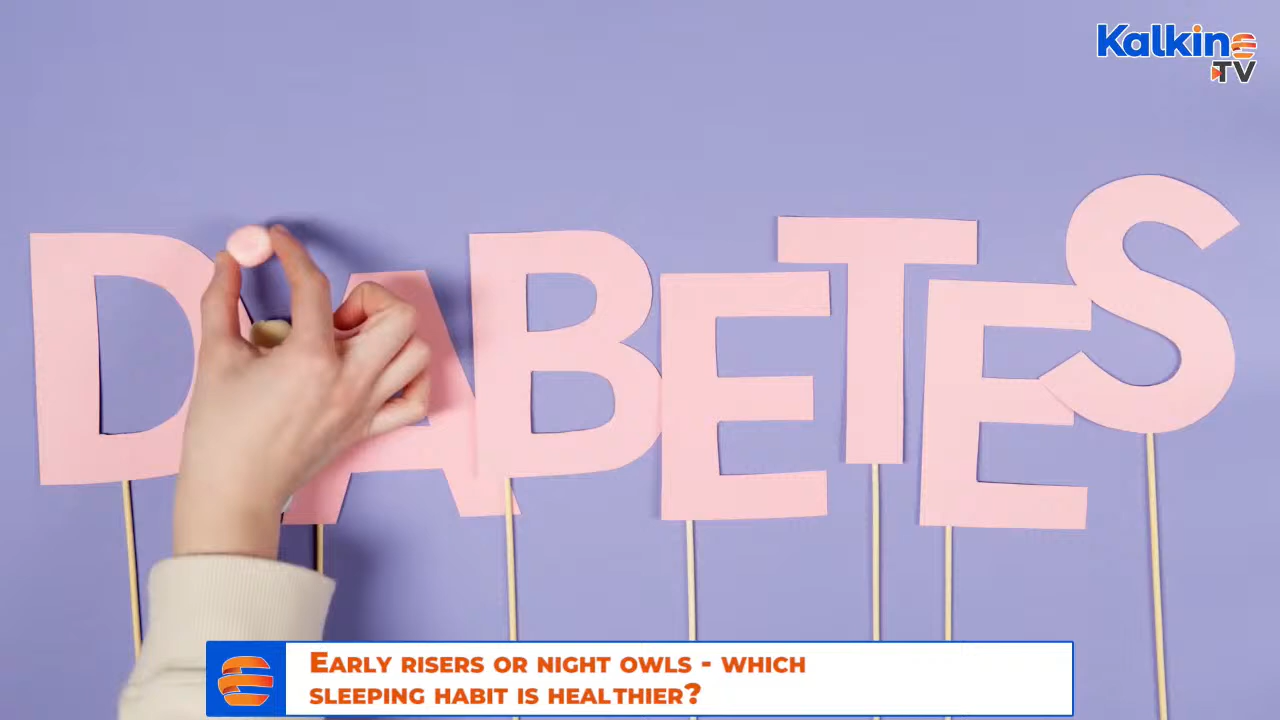 Kalkine
TV
DIABETES
EARLY RISERS OR NIGHT OWLS - WHICH
SLEEPING HABIT IS HEALTHIER?